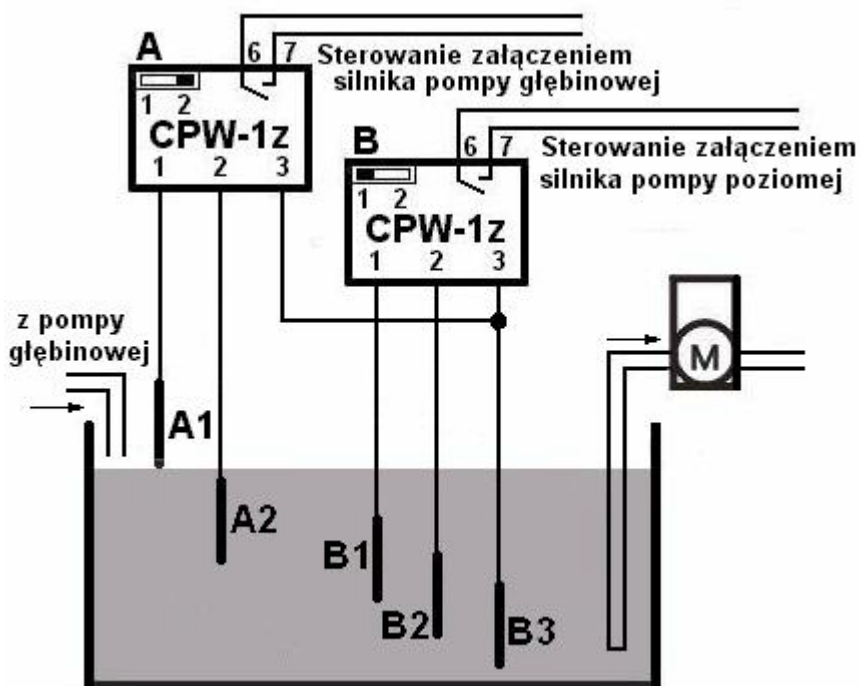 A
6 7
Sterowanie załączeniem
silnika pompy głębinowej
1 2
CPW-1z
1 2 3
B
6 7
Sterowanie załączeniem
silnika pompy poziomej
1 2
CPW-1z
1 2 3
z pompy
głębinowej
M
A1
A2
B1
B2
B3